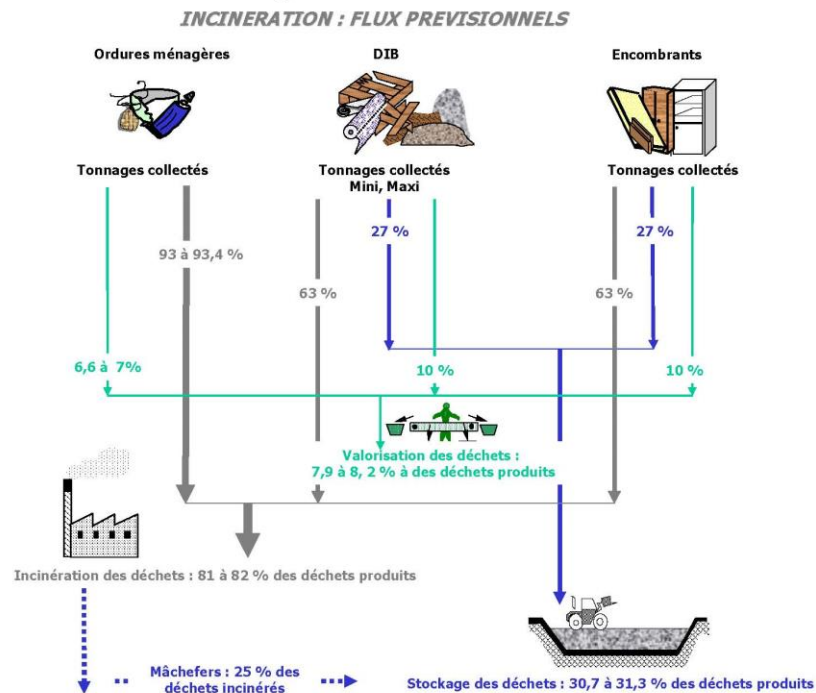 INCINERATION : FLUX PREVISIONNELS
Ordures ménagères
DIB
Encombrants
Tonnages collectés
Tonnages collectés
Mini, Maxi
Tonnages collectés
27 %
27 %
93 à 93,4 %
63 %
63 %
6,6 à 7%
10 %
10 %
Valorisation des déchets :
7,9 à 8, 2 % à des déchets produits
Incinération des déchets : 81 à 82 % des déchets produits
Mâchefers : 25 % des
déchets incinérés
Stockage des déchets : 30,7 à 31,3 % des déchets produits